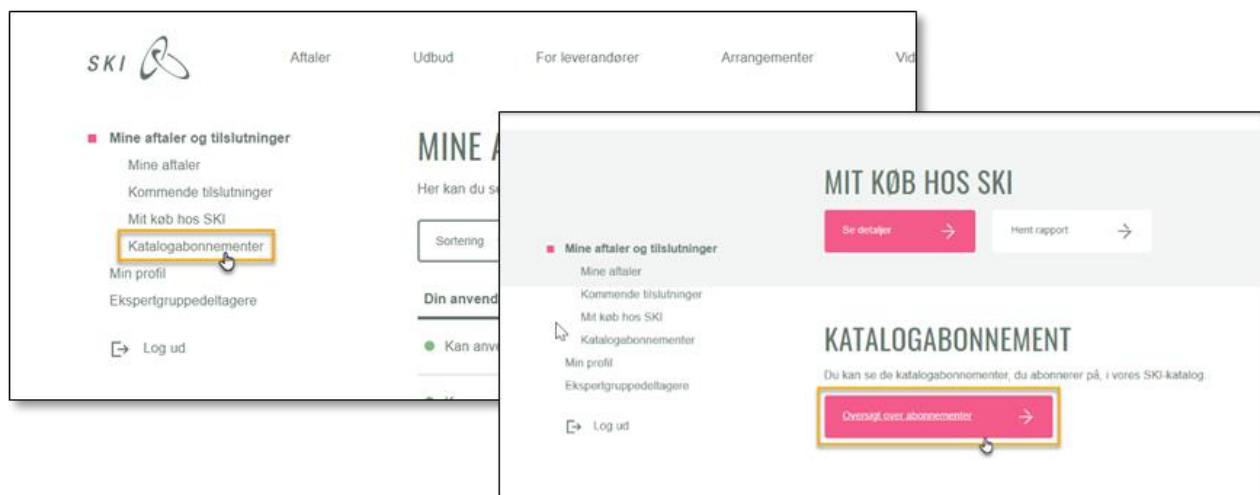 SKI
Aftaler
Udbud
For leverandører
Arrangementer
Vid
Mine aftaler og tilslutninger
Mine aftaler
Kommende tilslutninger
Mit køb hos SKI
Katalogabonnementer
Min profil
Ekspertgruppedeltagere
Log ud
MINE A
Her kan du se
Sortering
Din anvend
Kan anve
MIT KØB HOS SKI
Se detaljer
Hent rapport
Mine aftaler og tilslutninger
Mine aftaler
Kommende tilslutninger
Mit køb hos SKI
Katalogabonnementer
Min profil
Ekspertgruppedeltagere
Log ud
KATALOGABONNEMENT
Du kan se de katalogabonnementer, du abonnerer på, i vores SKI-katalog.
Oversigt over abonnementer